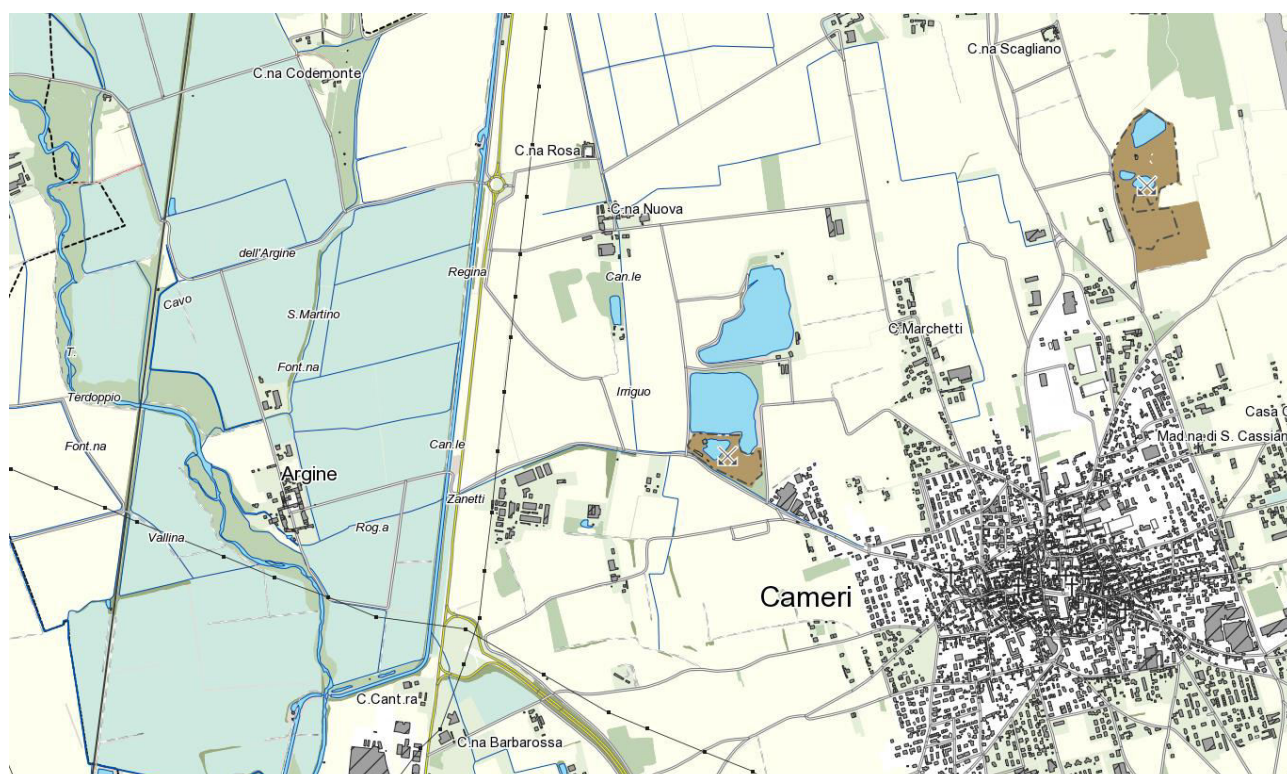 C.na Scagliano
C.na Codemonte
C.na Rosa
C.na Nuova
dell'Argine
Regina
Can.le
Cavo
S.Martino
C.Marchetti
T.
Font.na
Terdoppio
Irriguo
Casa C
Font.na
Can.le
Mad.na di S. Cassian
Argine
Zanetti
Vallina
Rog.a
Cameri
C.Cant.ra
C.na Barbarossa